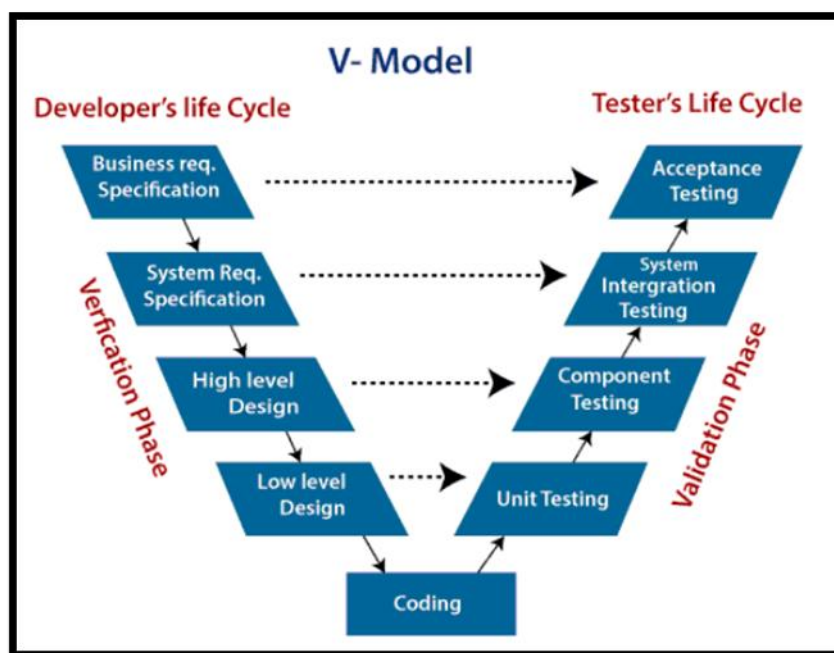 V- Model
Developer's life Cycle
Tester's Life Cycle
Business req.
Specification
Acceptance
Testing
System Req.
Specification
System
Intergration
Testing
High level
Design
Component
Testing
Low level
Design
Unit Testing
Coding
Verfication Phase
Validation Phase